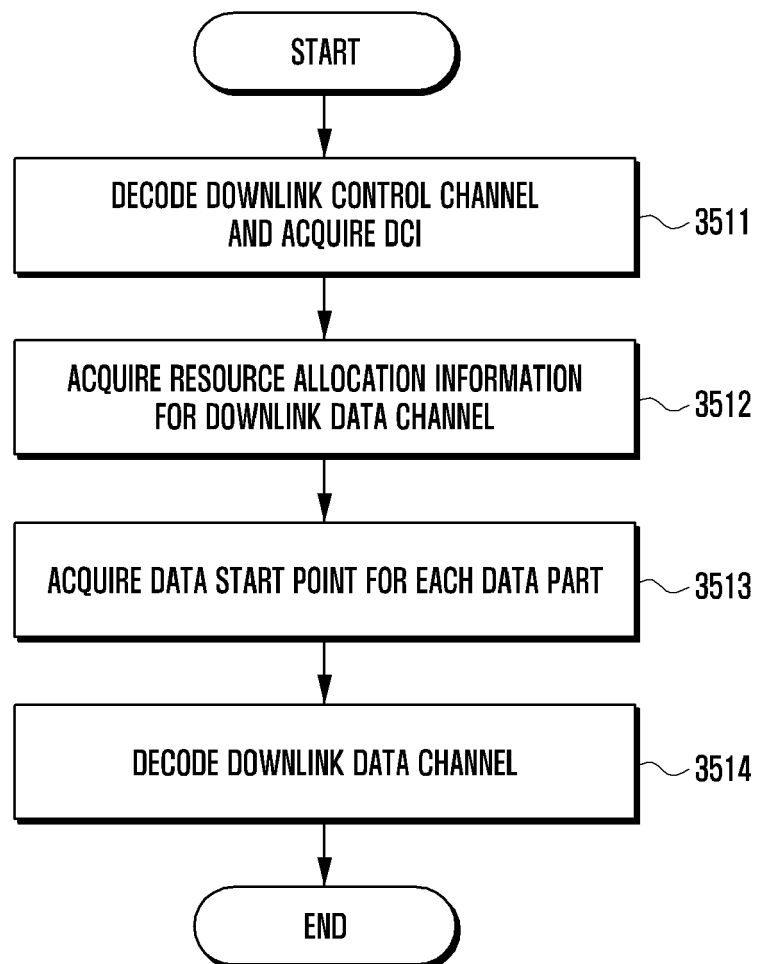 START
DECODE DOWNLINK CONTROL CHANNEL
AND ACQUIRE DCI
3511
ACQUIRE RESOURCE ALLOCATION INFORMATION
FOR DOWNLINK DATA CHANNEL
3512
ACQUIRE DATA START POINT FOR EACH DATA PART
3513
DECODE DOWNLINK DATA CHANNEL
3514
END